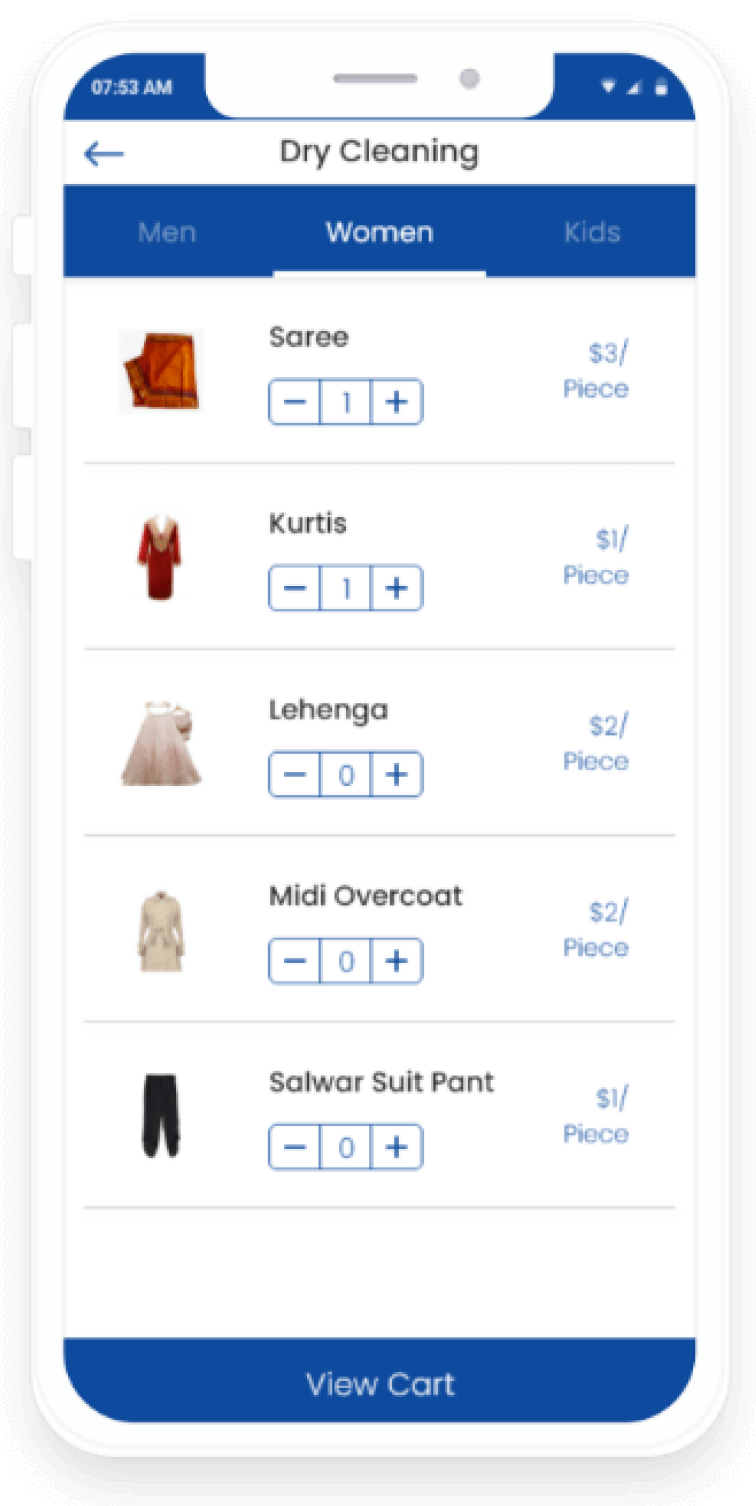 07:53 AM
Dry Cleaning
Men Women Kids
Saree
$3/
Piece
− 1 +
Kurtis
$1/
Piece
− 1 +
Lehenga
$2/
Piece
− 0 +
Midi Overcoat
$2/
Piece
− 0 +
Salwar Suit Pant
$1/
Piece
− 0 +
View Cart